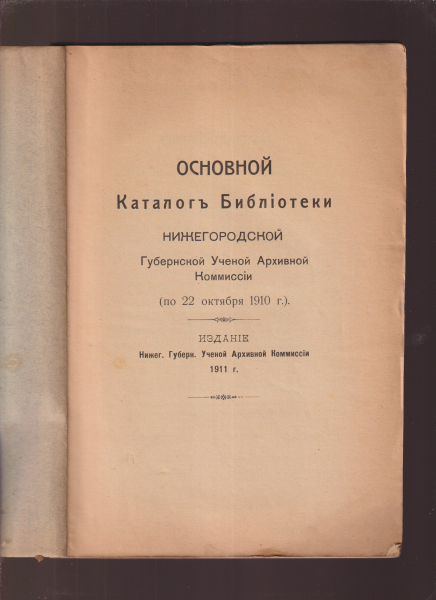 ОСНОВНОЙ
Каталогъ Библіотеки
НИЖЕГОРОДСКОЙ
Губернской Ученой Архивной
Коммиссіи
(по 22 октября 1910 г.).
ИЗДАНІЕ
Нижег. Губерн. Ученой Архивной Коммиссіи
1911 г.